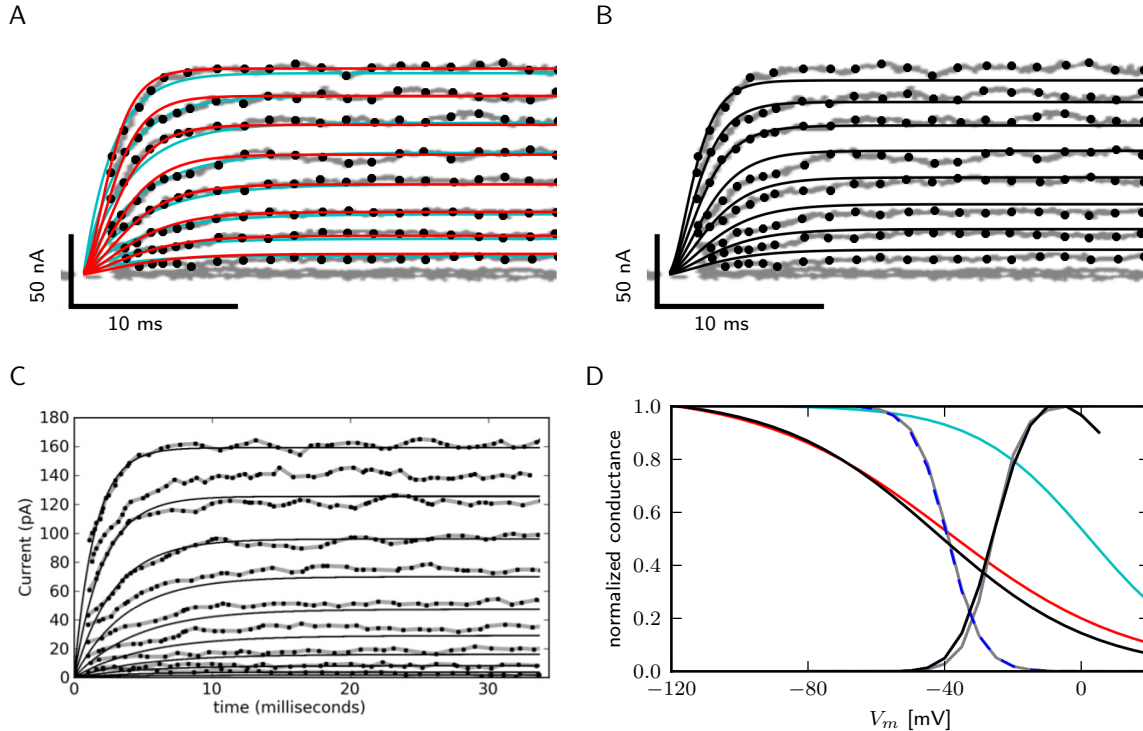 A
50 nA
10 ms
B
50 nA
10 ms
C
180
160
140
120
100
80
60
40
20
0
Current (pA)
0
10
20
30
time (milliseconds)
D
1.0
0.8
0.6
0.4
0.2
0.0
normalized conductance
−120
−80
−40
0
V_m [mV]